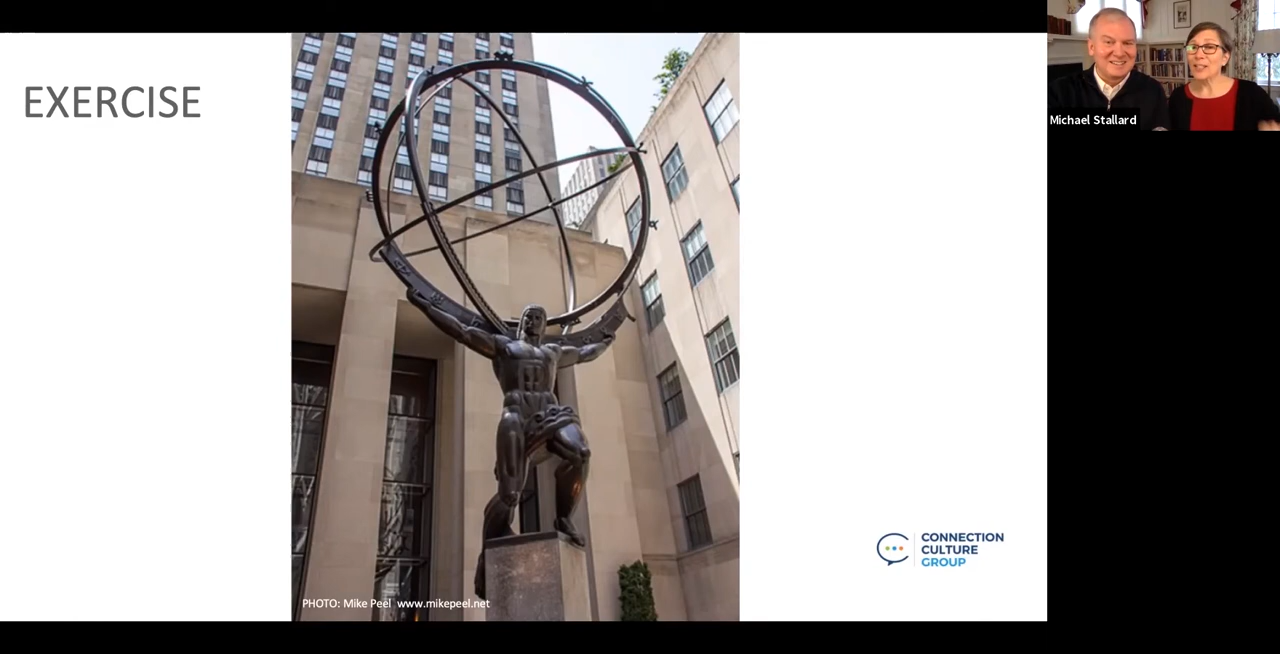 EXERCISE
Michael Stallard
CONNECTION
CULTURE
GROUP
PHOTO: Mike Peel www.mikepeel.net